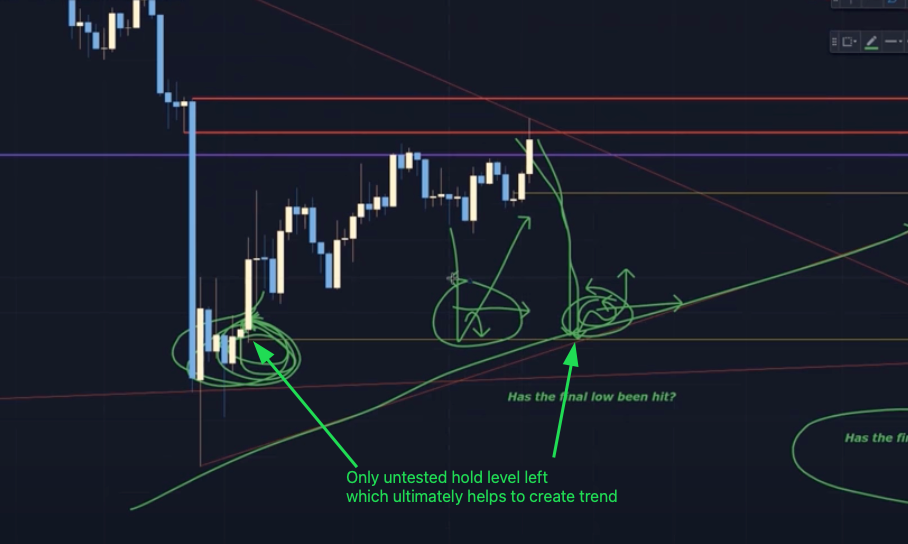 Has the final low been hit?
Has the fi
Only untested hold level left
which ultimately helps to create trend